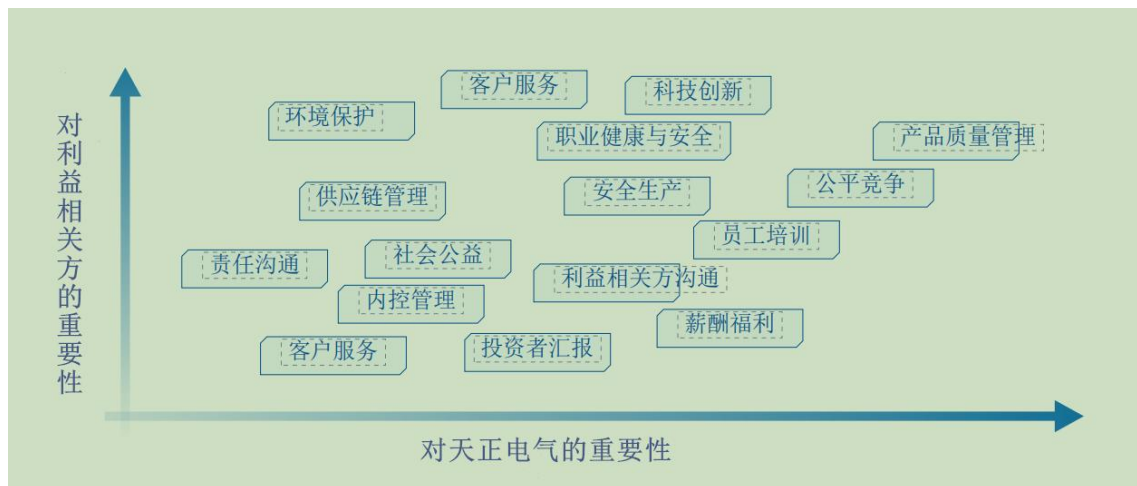 客户服务
科技创新
环境保护
职业健康与安全
产品质量管理
供应链管理
安全生产
公平竞争
员工培训
责任沟通
社会公益
利益相关方沟通
内控管理
薪酬福利
客户服务
投资者汇报
对利益相关方的重要性
对天正电气的重要性